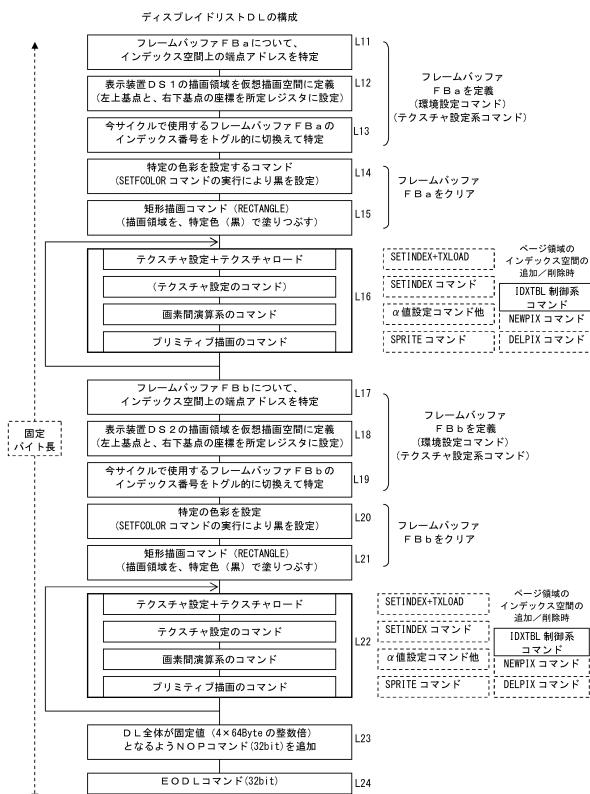 ディスプレイドリストＤＬの構成
フレームバッファＦＢａについて、
インデックス空間上の端点アドレスを特定
L11
表示装置ＤＳ１の描画領域を仮想描画空間に定義
(左上基点と、右下基点の座標を所定レジスタに設定)
L12
今サイクルで使用するフレームバッファＦＢａの
インデックス番号をトグル的に切換えて特定
L13
フレームバッファ
ＦＢａを定義
(環境設定コマンド)
(テクスチャ設定系コマンド)
特定の色彩を設定するコマンド
(SETFCOLOR コマンドの実行により黒を設定)
L14
矩形描画コマンド（RECTANGLE）
(描画領域を、特定色（黒）で塗りつぶす)
L15
フレームバッファ
ＦＢａをクリア
テクスチャ設定＋テクスチャロード
(テクスチャ設定のコマンド)
画素間演算系のコマンド
プリミティブ描画のコマンド
L16
SETINDEX+TXLOAD
SETINDEX コマンド
α値設定コマンド他
SPRITE コマンド
ページ領域の
インデックス空間の
追加／削除時
IDXTBL 制御系
コマンド
NEWPIX コマンド
DELPIX コマンド
フレームバッファＦＢｂについて、
インデックス空間上の端点アドレスを特定
L17
表示装置ＤＳ２の描画領域を仮想描画空間に定義
(左上基点と、右下基点の座標を所定レジスタに設定)
L18
今サイクルで使用するフレームバッファＦＢｂの
インデックス番号をトグル的に切換えて特定
L19
フレームバッファ
ＦＢｂを定義
(環境設定コマンド)
(テクスチャ設定系コマンド)
固定
バイト長
特定の色彩を設定
(SETFCOLOR コマンドの実行により黒を設定)
L20
矩形描画コマンド（RECTANGLE）
(描画領域を、特定色（黒）で塗りつぶす)
L21
フレームバッファ
ＦＢｂをクリア
テクスチャ設定＋テクスチャロード
テクスチャ設定のコマンド
画素間演算系のコマンド
プリミティブ描画のコマンド
L22
SETINDEX+TXLOAD
SETINDEX コマンド
α値設定コマンド他
SPRITE コマンド
ページ領域の
インデックス空間の
追加／削除時
IDXTBL 制御系
コマンド
NEWPIX コマンド
DELPIX コマンド
ＤＬ全体が固定値（4×64Byte の整数倍）
となるようＮＯＰコマンド(32bit)を追加
L23
ＥＯＤＬコマンド(32bit)
L24